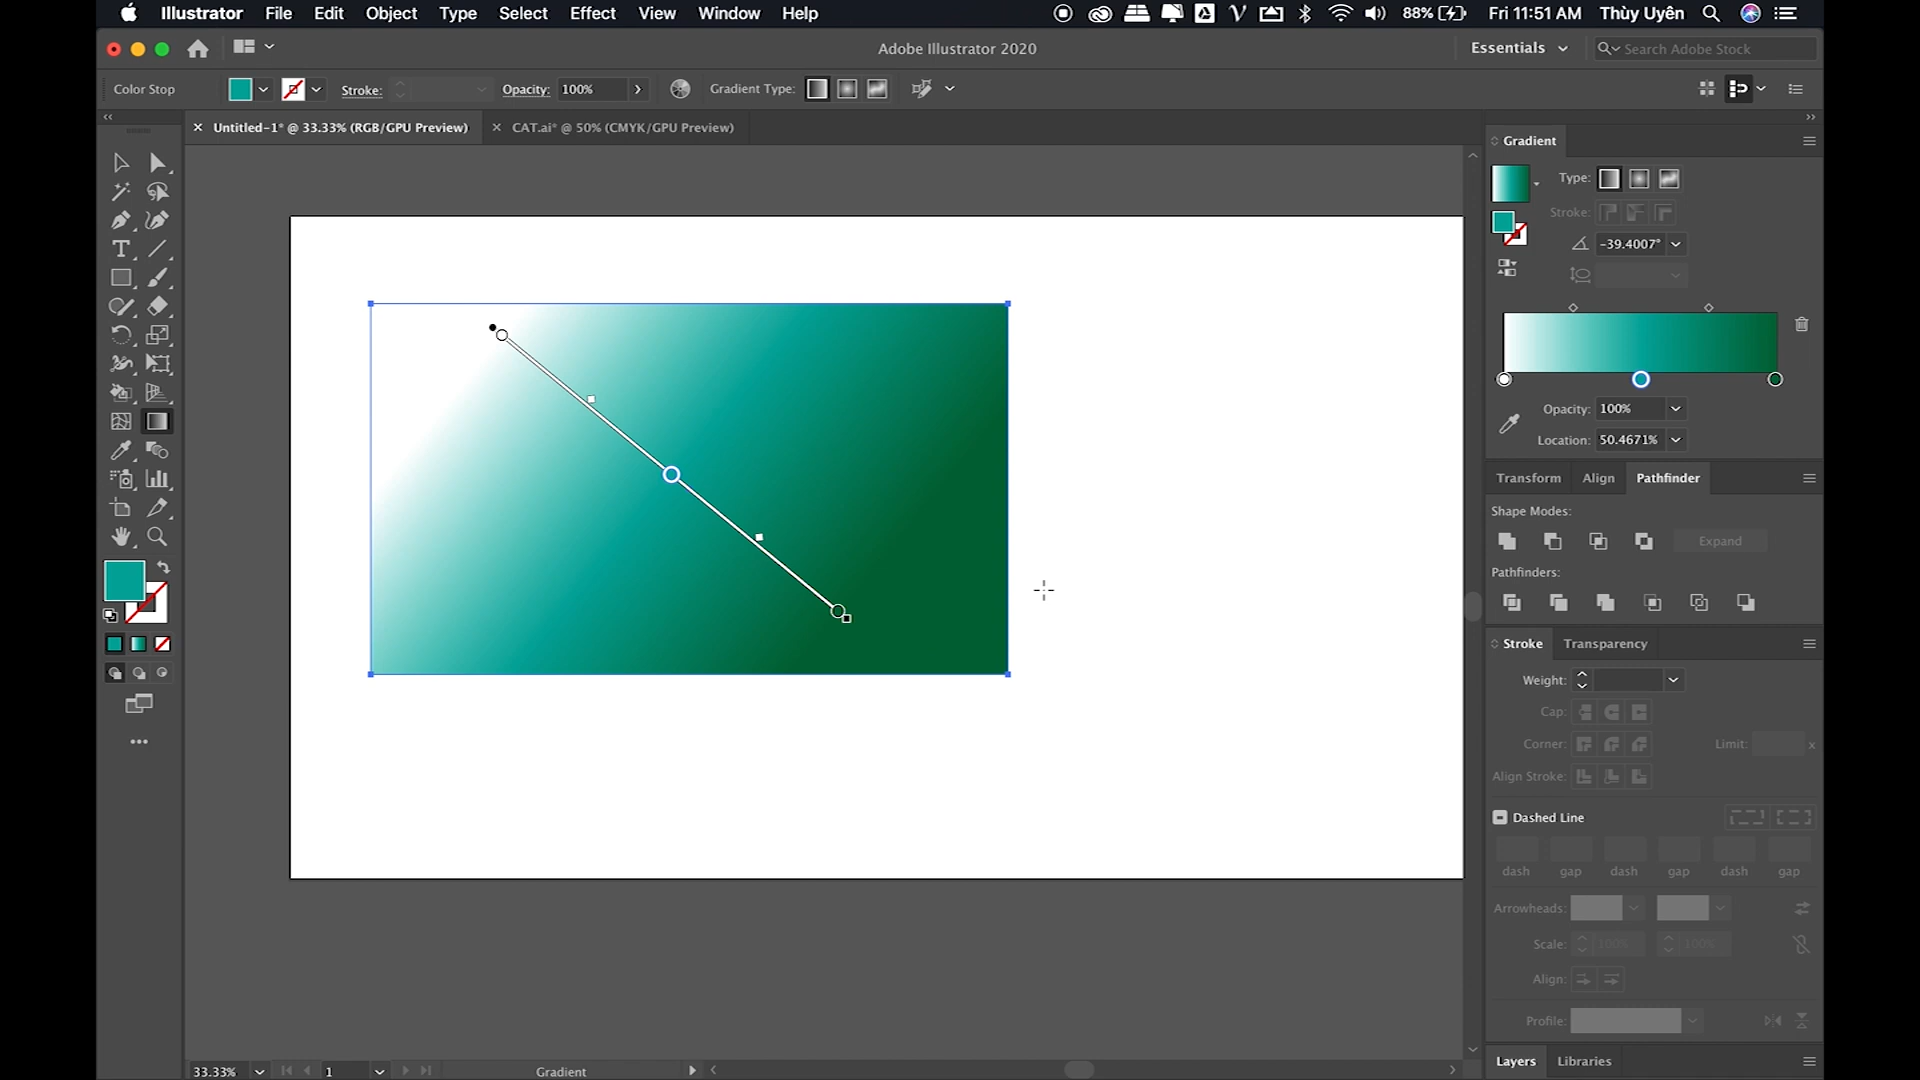 Illustrator File Edit Object Type Select Effect View Window Help 88% Fri 11:51 AM Thùy Uyên
Adobe Illustrator 2020 Essentials Search Adobe Stock
Color Stop Stroke: Opacity: 100% Gradient Type:
Untitled-1* @ 33.33% (RGB/GPU Preview) CAT.ai* @ 50% (CMYK/GPU Preview)
Gradient
Type:
Stroke:
-39.4007°
Opacity: 100%
Location: 50.4671%
Transform Align Pathfinder
Shape Modes:
Expand
Pathfinders:
Stroke Transparency
Weight:
Cap:
Corner: Limit: x
Align Stroke:
Dashed Line
dash gap dash gap dash gap
Arrowheads:
Scale: 100% 100%
Align:
Profile:
Layers Libraries
33.33% 1 Gradient